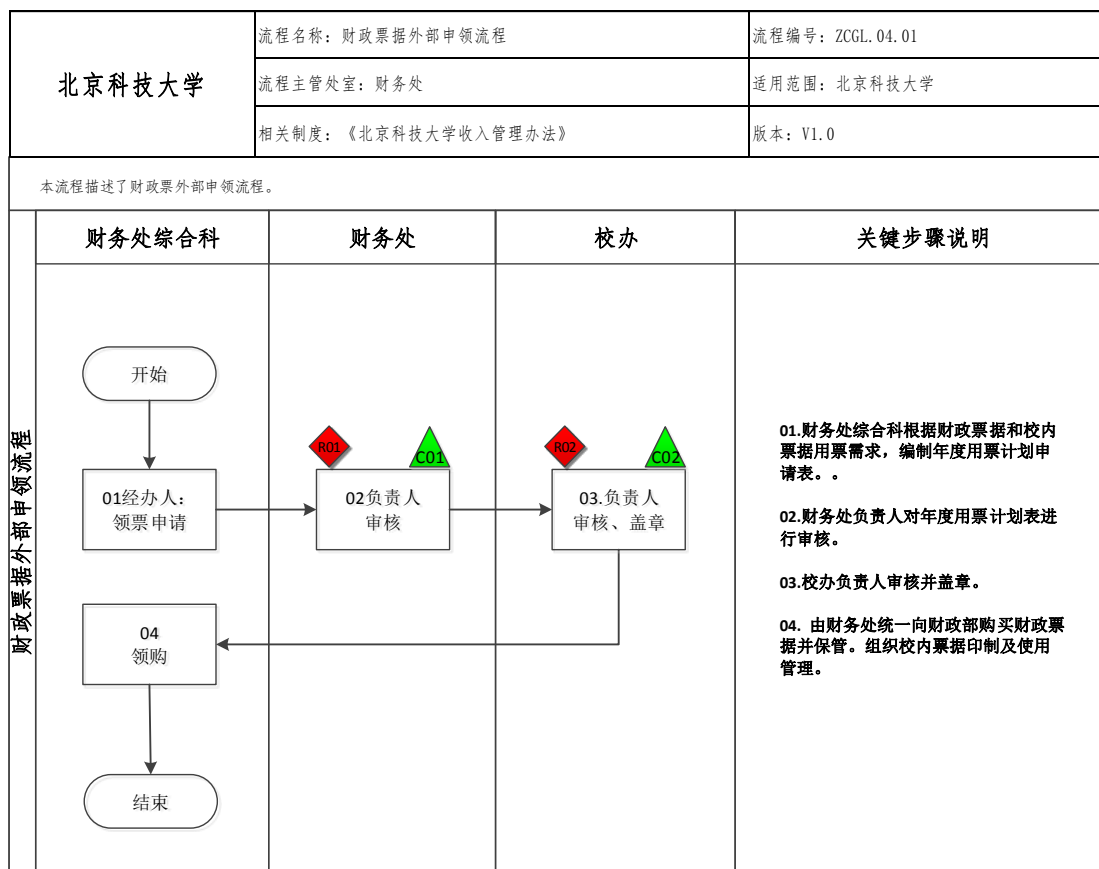 北京科技大学
流程名称：财政票据外部申领流程
流程编号：ZCGL.04.01
流程主管处室：财务处
适用范围：北京科技大学
相关制度：《北京科技大学收入管理办法》
版本：V1.0
本流程描述了财政票外部申领流程。
财政票据外部申领流程
财务处综合科
财务处
校办
关键步骤说明
开始
01经办人：
领票申请
R01
C01
02负责人
审核
R02
C02
03.负责人
审核、盖章
04
领购
结束
01.财务处综合科根据财政票据和校内
票据用票需求，编制年度用票计划申
请表。。
02.财务处负责人对年度用票计划表进
行审核。
03.校办负责人审核并盖章。
04. 由财务处统一向财政部购买财政票
据并保管。组织校内票据印制及使用
管理。